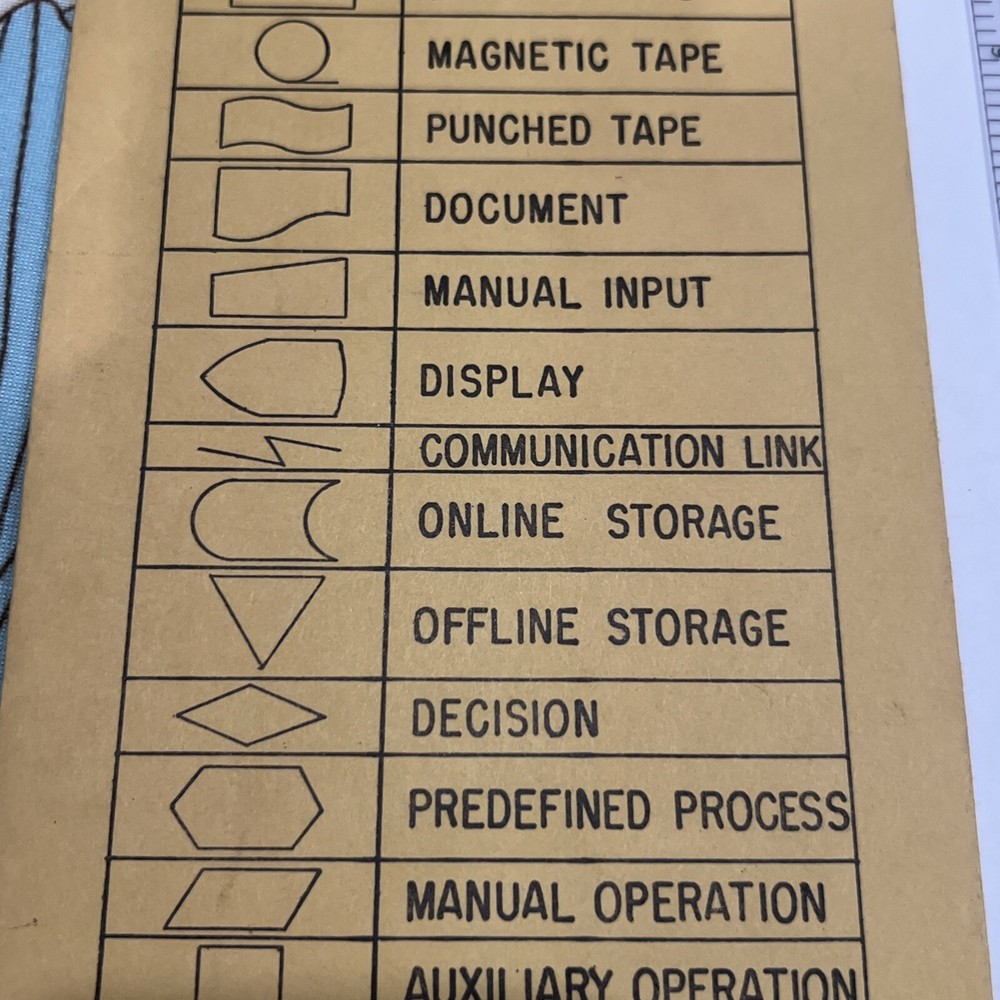 MAGNETIC TAPE
PUNCHED TAPE
DOCUMENT
MANUAL INPUT
DISPLAY
COMMUNICATION LINK
ONLINE STORAGE
OFFLINE STORAGE
DECISION
PREDEFINED PROCESS
MANUAL OPERATION
AUXILIARY OPERATION